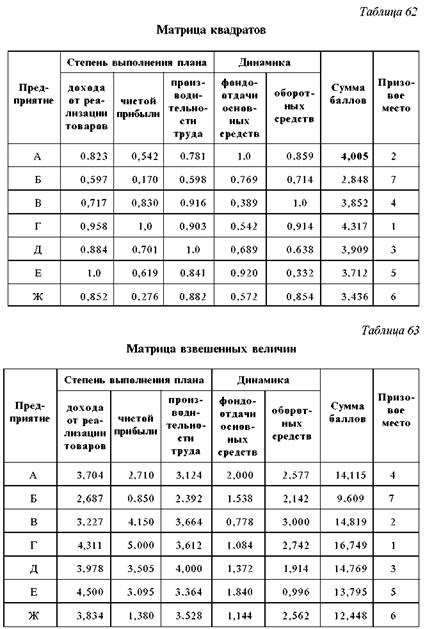 Таблица 62
Матрица квадратов
Пред-приятие | Степень выполнения плана | Динамика | Сумма баллов | Призо-вое место
дохода от реа-лизации товаров | чистой прибыли | произ-води-тельно-сти труда | фондо-отдачи основ-ных средств | оборот-ных средств
А 0.823 0,542 0.781 1.0 0.859 4,005 2
Б 0,597 0,170 0,598 0,769 0,714 2,848 7
В 0,717 0,830 0,916 0,389 1.0 3,852 4
Г 0,958 1,0 0,903 0,542 0,914 4.317 1
Д 0.884 0.701 1.0 0,689 0.638 3,909 3
Е 1.0 0,619 0.841 0.920 0,332 3.712 5
Ж 0,852 0.276 0,882 0,572 0,854 3,436 6
Таблица 63
Матрица взвешенных величин
Пред-приятие | Степень выполнения плана | Динамика | Сумма баллов | Призо-вое место
дохода от реа-лизации товаров | чистой прибыли | произ-води-тельно-сти труда | фондо-отдачи основ-ных средств | оборот-ных средств
А 3,704 2,710 3,124 2,000 2.577 14,115 4
Б 2,687 0.850 2.392 1.538 2,142 9.609 7
В 3.227 4.150 3,664 0,778 3.000 14,819 2
Г 4,311 5.000 3,612 1.084 2,742 16,749 1
Д 3,978 3,505 4,000 1,372 1,914 14.769 3
Е 4,500 3.095 3.364 1.840 0,996 13,795 5
Ж 3,834 1,380 3.528 1,144 2,562 12,448 6